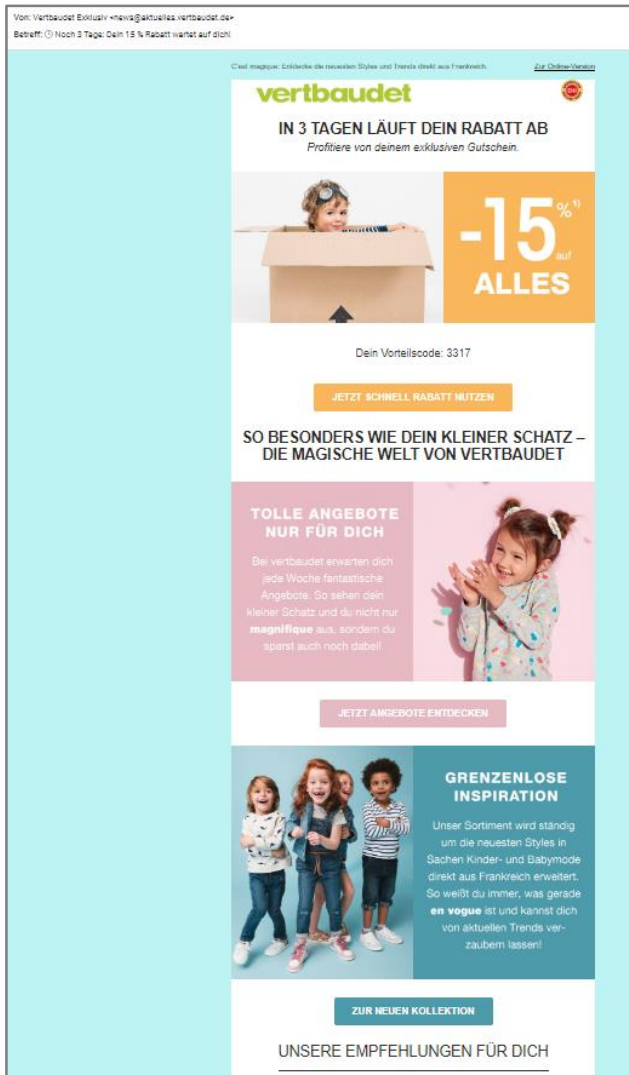 Von: Vertbaudet Exklusiv <news@aktuelles.vertbaudet.de>
Betreff: Noch 3 Tage: Dein 15 % Rabatt wartet auf dich!
C'est magique: Entdecke die neuesten Styles und Trends direkt aus Frankreich. Zur Online-Version
vertbaudet
IN 3 TAGEN LÄUFT DEIN RABATT AB
Profitiere von deinem exklusiven Gutschein.
-15%¹⁾
auf
ALLES
Dein Vorteilscode: 3317
JETZT SCHNELL RABATT NUTZEN
SO BESONDERS WIE DEIN KLEINER SCHATZ –
DIE MAGISCHE WELT VON VERTBAUDET
TOLLE ANGEBOTE
NUR FÜR DICH
Bei vertbaudet erwarten dich
jede Woche fantastische
Angebote. So sehen dein
kleiner Schatz und du nicht nur
magnifique aus, sondern du
sparst auch noch dabei!
JETZT ANGEBOTE ENTDECKEN
GRENZENLOSE
INSPIRATION
Unser Sortiment wird ständig
um die neuesten Styles in
Sachen Kinder- und Babymode
direkt aus Frankreich erweitert.
So weißt du immer, was gerade
en vogue ist und kannst dich
von aktuellen Trends ver-
zaubern lassen!
ZUR NEUEN KOLLEKTION
UNSERE EMPFEHLUNGEN FÜR DICH